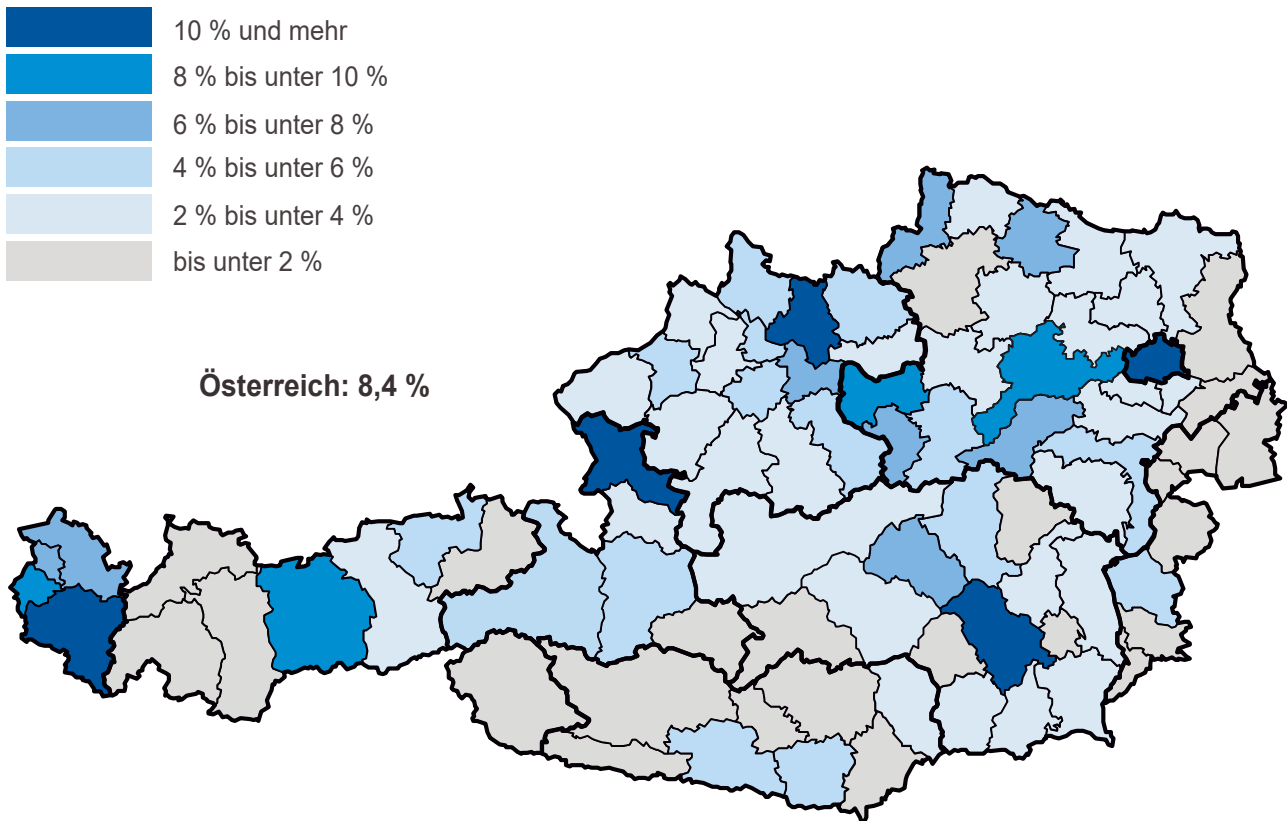 10 % und mehr
8 % bis unter 10 %
6 % bis unter 8 %
4 % bis unter 6 %
2 % bis unter 4 %
bis unter 2 %
Österreich: 8,4 %